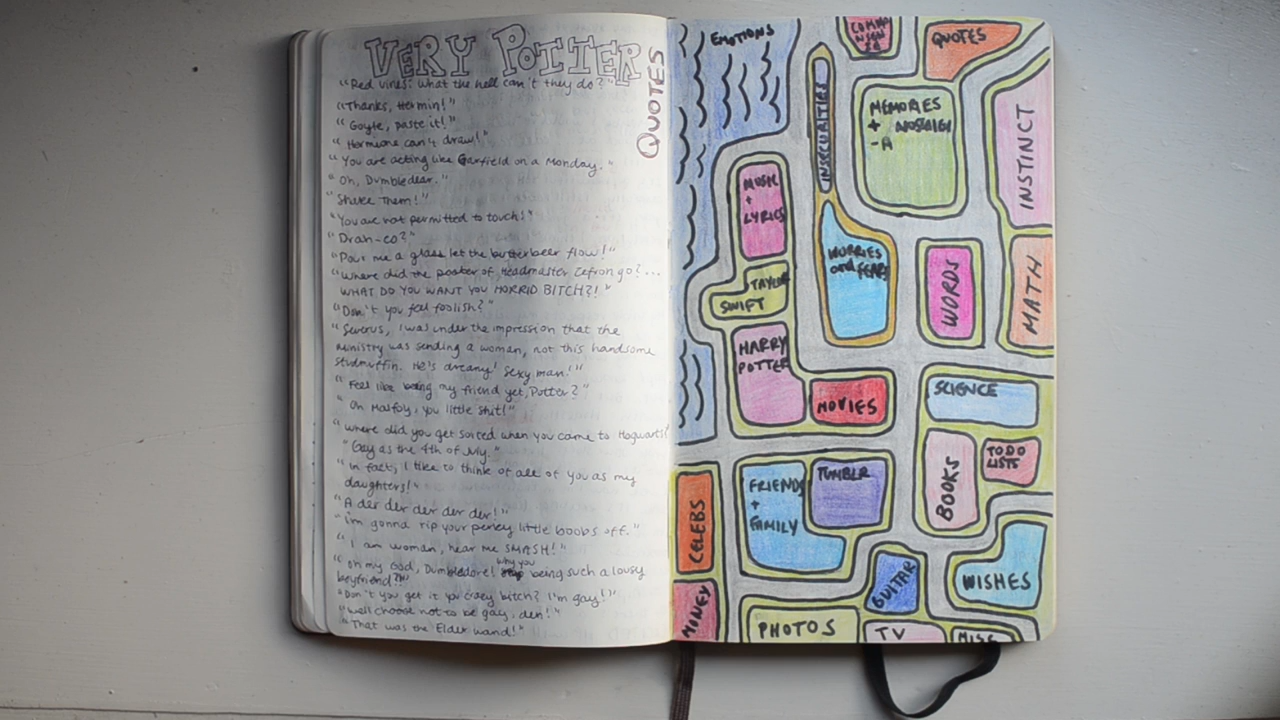 VERY POTTER
QUOTES
"Red vines: what the hell can't they do?"
"Thanks, Hermin!"
"Goyle, paste it!"
"Hermione can't draw!"
"You are acting like Garfield on a Monday."
"Oh, Dumbledear."
"Shake Them!"
"You are not permitted to touch!"
"Drah-co?"
"Pour me a glass let the butterbeer flow!"
"Where did the poster of Headmaster Zefron go?...
WHAT DO YOU WANT YOU HORRID BITCH?!"
"Don't you feel foolish?"
"Severus, I was under the impression that the
ministry was sending a woman, not this handsome
studmuffin. He's dreamy! Sexy man!"
"Feel like being my friend yet, Potter?"
"Oh Malfoy, you little shit!"
"Where did you get sorted when you came to Hogwarts?
"Gay as the 4th of July."
"In fact, I like to think of all of you as my
daughters!"
"A der der der der der!"
"I'm gonna rip your perky little boobs off."
"I am woman, hear me SMASH!"
"Oh my God, Dumbledore! why you being such a lousy
boyfriend?!"
"Don't you get it you crazy bitch? I'm gay!"
"Well choose not to be gay, den!"
"That was the Elder wand!"
EMOTIONS
QUOTES
INSECURITIES
MEMORIES
+ NOSTALGI
-A
INSTINCT
MUSIC
+
LYRICS
WORRIES
and FEARS
TAYLOR
SWIFT
WORDS
MATH
HARRY
POTTER
MOVIES
SCIENCE
BOOKS
TO DO
LISTS
CELEBS
FRIENDS
+
FAMILY
TUMBLR
GUITAR
WISHES
MONEY
PHOTOS
TV
MISC